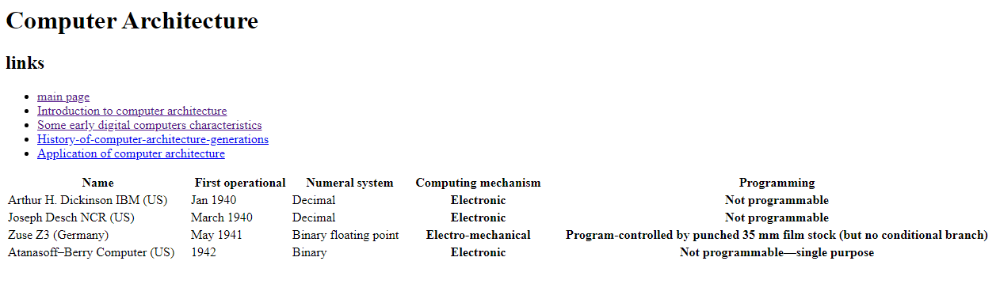 Computer Architecture
links
main page
Introduction to computer architecture
Some early digital computers characteristics
History-of-computer-architecture-generations
Application of computer architecture
Name First operational Numeral system Computing mechanism Programming
Arthur H. Dickinson IBM (US) Jan 1940 Decimal Electronic Not programmable
Joseph Desch NCR (US) March 1940 Decimal Electronic Not programmable
Zuse Z3 (Germany) May 1941 Binary floating point Electro-mechanical Program-controlled by punched 35 mm film stock (but no conditional branch)
Atanasoff–Berry Computer (US) 1942 Binary Electronic Not programmable—single purpose